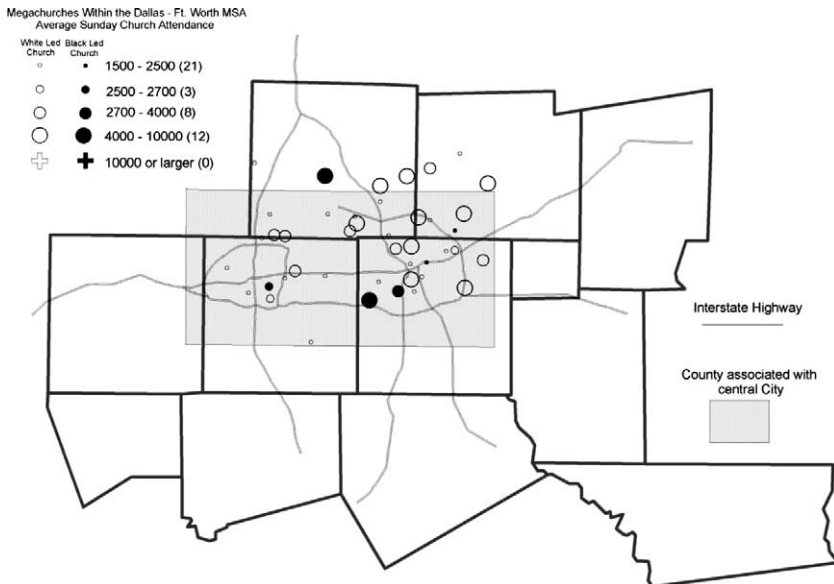 Megachurches Within the Dallas - Ft. Worth MSA
Average Sunday Church Attendance
White Led Church
Black Led Church
1500 - 2500 (21)
2500 - 2700 (3)
2700 - 4000 (8)
4000 - 10000 (12)
10000 or larger (0)
Interstate Highway
County associated with
central City